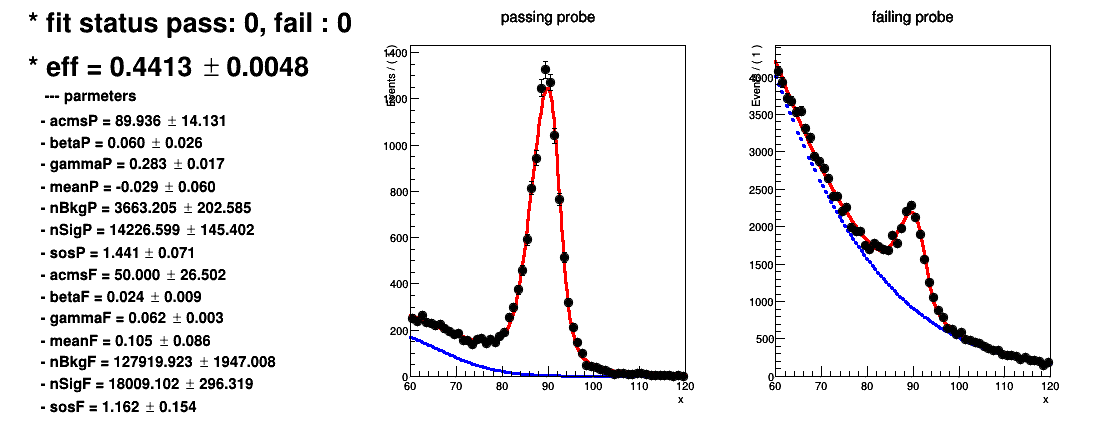 * fit status pass: 0, fail : 0
* eff = 0.4413 ± 0.0048
--- parmeters
- acmsP = 89.936 ± 14.131
- betaP = 0.060 ± 0.026
- gammaP = 0.283 ± 0.017
- meanP = -0.029 ± 0.060
- nBkgP = 3663.205 ± 202.585
- nSigP = 14226.599 ± 145.402
- sosP = 1.441 ± 0.071
- acmsF = 50.000 ± 26.502
- betaF = 0.024 ± 0.009
- gammaF = 0.062 ± 0.003
- meanF = 0.105 ± 0.086
- nBkgF = 127919.923 ± 1947.008
- nSigF = 18009.102 ± 296.319
- sosF = 1.162 ± 0.154
passing probe
Events / ( )
1400
1200
1000
800
600
400
200
0
60 70 80 90 100 110 120
x
failing probe
Events / ( 1 )
4000
3500
3000
2500
2000
1500
1000
500
0
60 70 80 90 100 110 120
x